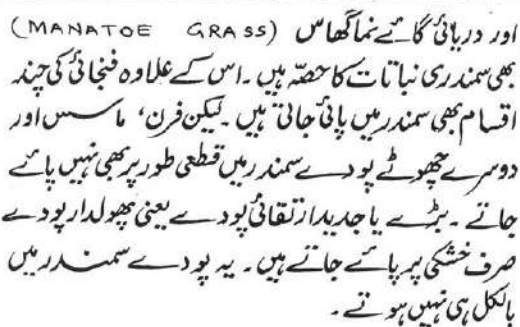 اور دریائی گائے نما گھاس (MANATOE GRASS)
بھی سمندری نباتات کا حصہ ہیں۔ اس کے علاوہ فنجائی کی چند
اقسام بھی سمندر میں پائی جاتی ہیں۔ لیکن فرن، ماسس اور
دوسرے چھوٹے پودے سمندر میں قطعی طور پر بھی نہیں پائے
جاتے۔ بڑے یا جدید ارتقائی پودے یعنی پھولدار پودے
صرف خشکی پر پائے جاتے ہیں۔ یہ پودے سمندر میں
بالکل ہی نہیں ہوتے۔